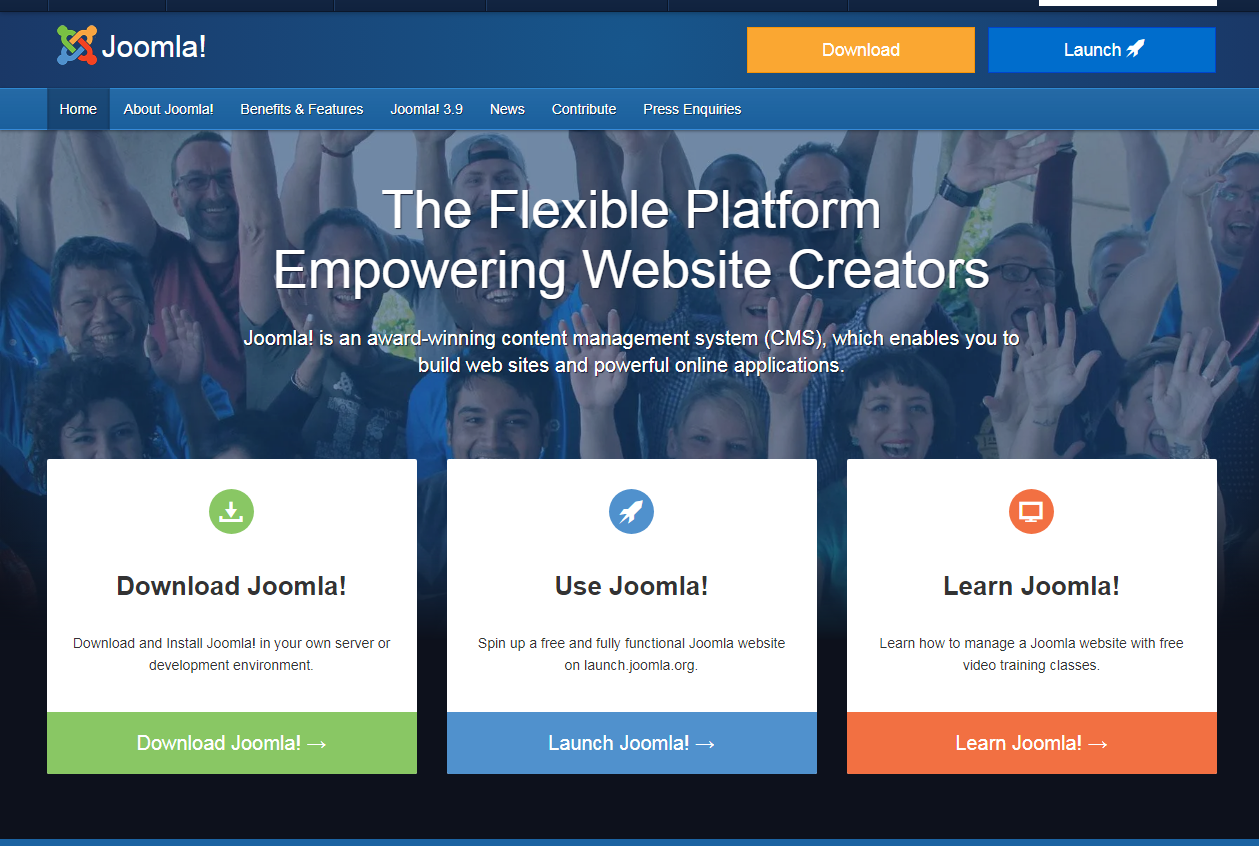 Joomla!
Download
Launch
Home
About Joomla!
Benefits & Features
Joomla! 3.9
News
Contribute
Press Enquiries
The Flexible Platform
Empowering Website Creators
Joomla! is an award-winning content management system (CMS), which enables you to
build web sites and powerful online applications.
Download Joomla!
Download and Install Joomla! in your own server or
development environment.
Download Joomla! →
Use Joomla!
Spin up a free and fully functional Joomla website
on launch.joomla.org.
Launch Joomla! →
Learn Joomla!
Learn how to manage a Joomla website with free
video training classes.
Learn Joomla! →